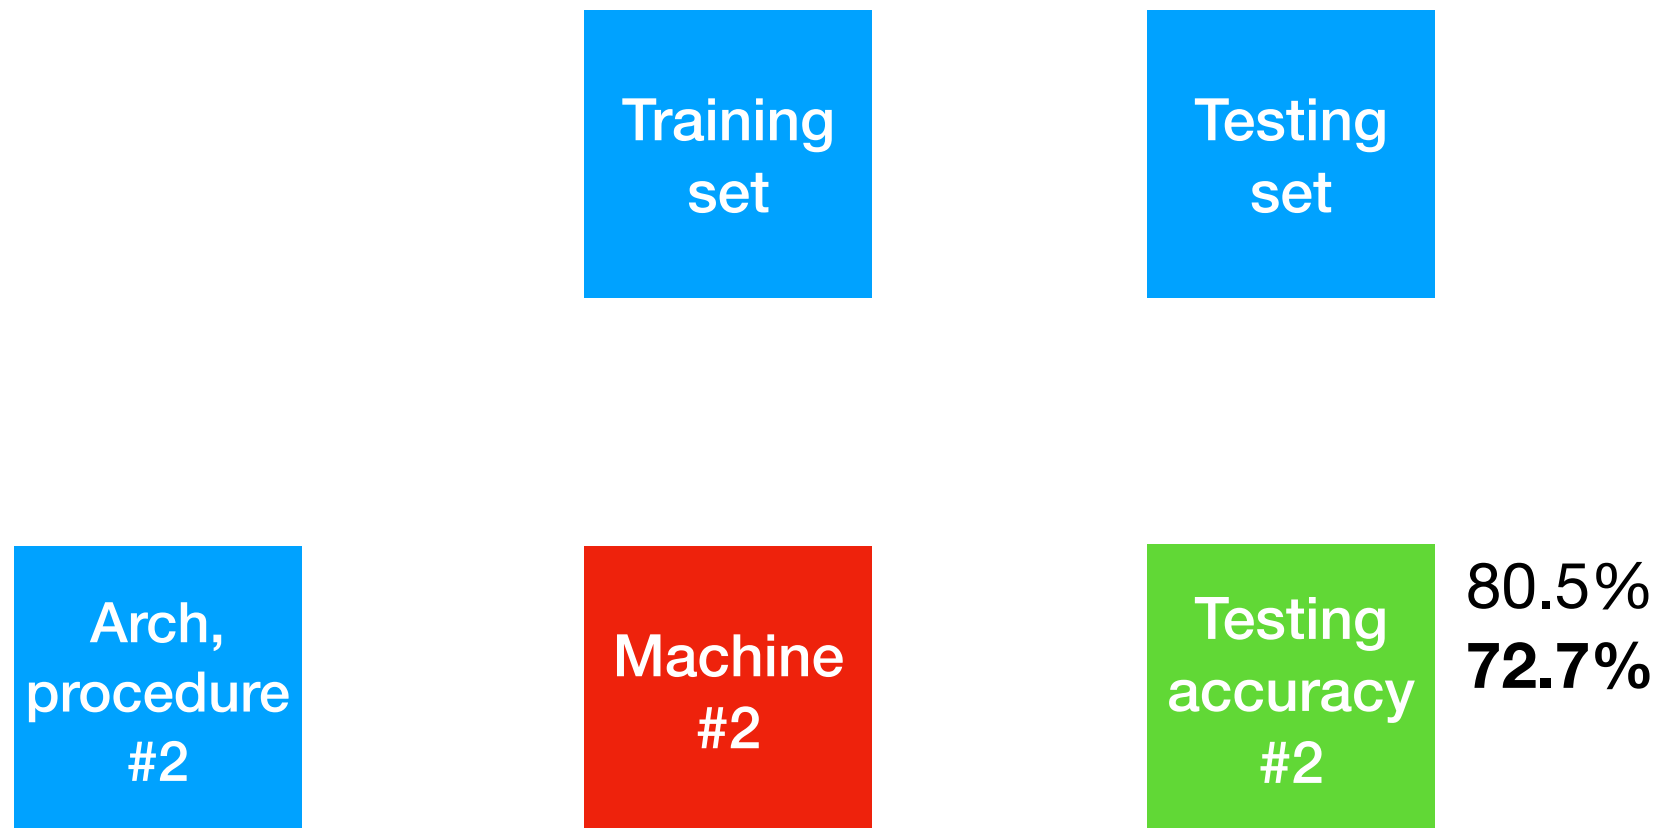 Training
set
Testing
set
Arch,
procedure
#2
Machine
#2
Testing
accuracy
#2
80.5%
72.7%